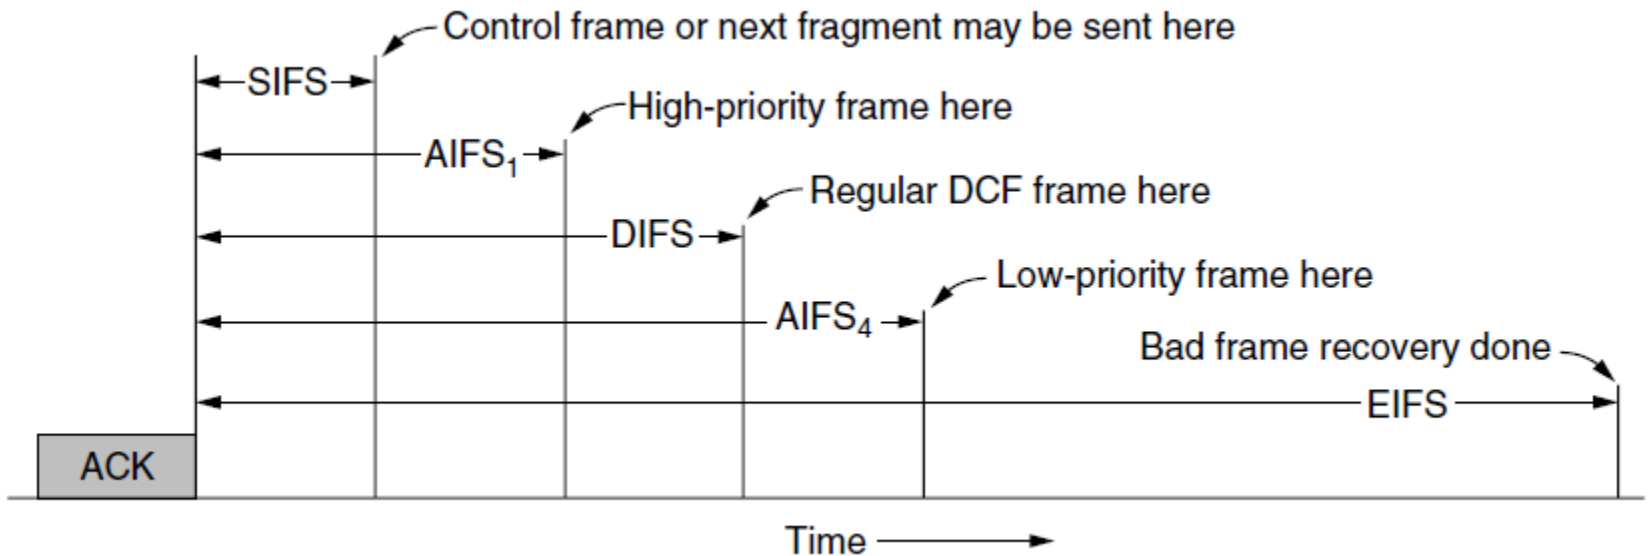 Control frame or next fragment may be sent here
SIFS
High-priority frame here
AIFS1
Regular DCF frame here
DIFS
Low-priority frame here
AIFS4
Bad frame recovery done
EIFS
ACK
Time